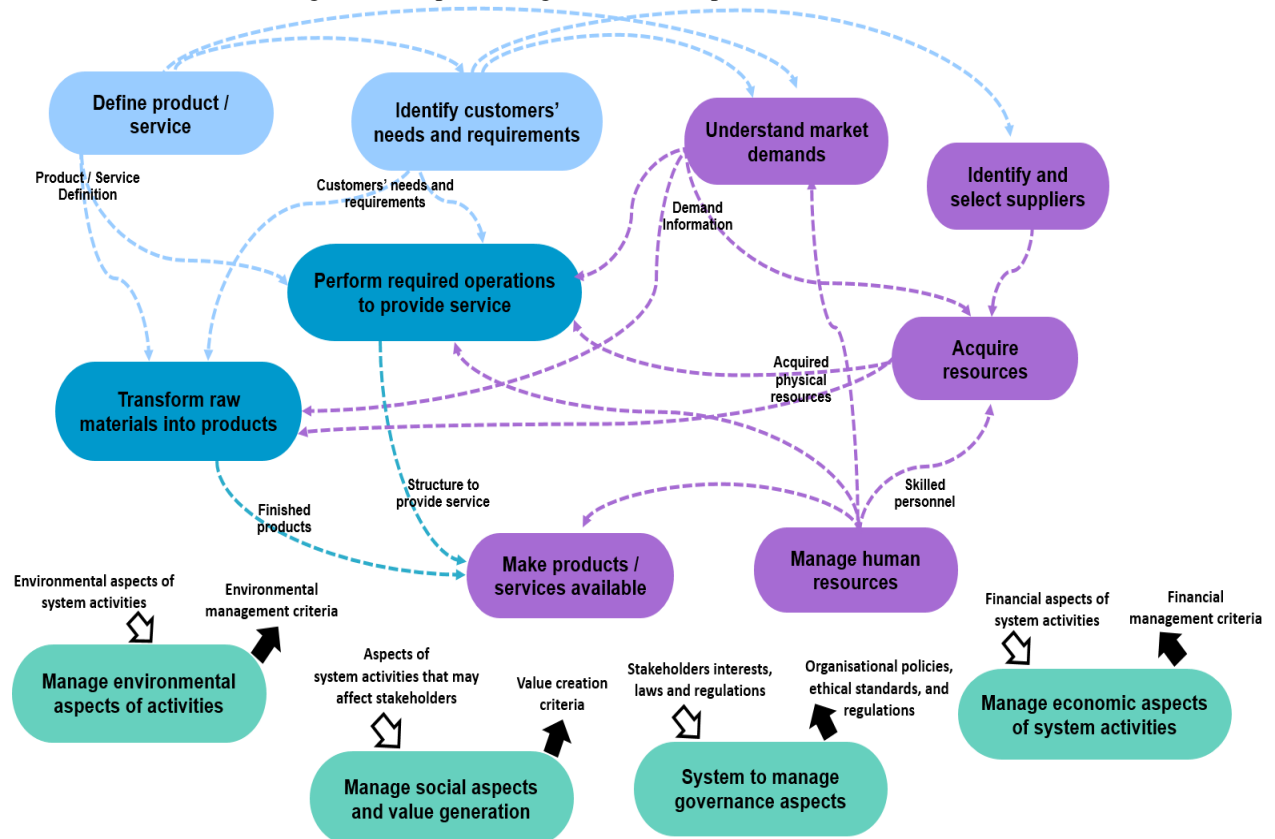 Define product /
service
Identify customers'
needs and requirements
Understand market
demands
Identify and
select suppliers
Product / Service
Definition
Customers' needs and
requirements
Demand
Information
Perform required operations
to provide service
Acquire
resources
Acquired
physical
resources
Transform raw
materials into products
Structure to
provide service
Skilled
personnel
Finished
products
Make products /
services available
Manage human
resources
Environmental aspects of
system activities
Environmental
management criteria
Manage environmental
aspects of activities
Aspects of
system activities that may
affect stakeholders
Value creation
criteria
Manage social aspects
and value generation
Stakeholders interests,
laws and regulations
Organisational policies,
ethical standards, and
regulations
System to manage
governance aspects
Financial aspects of
system activities
Financial
management criteria
Manage economic aspects
of system activities